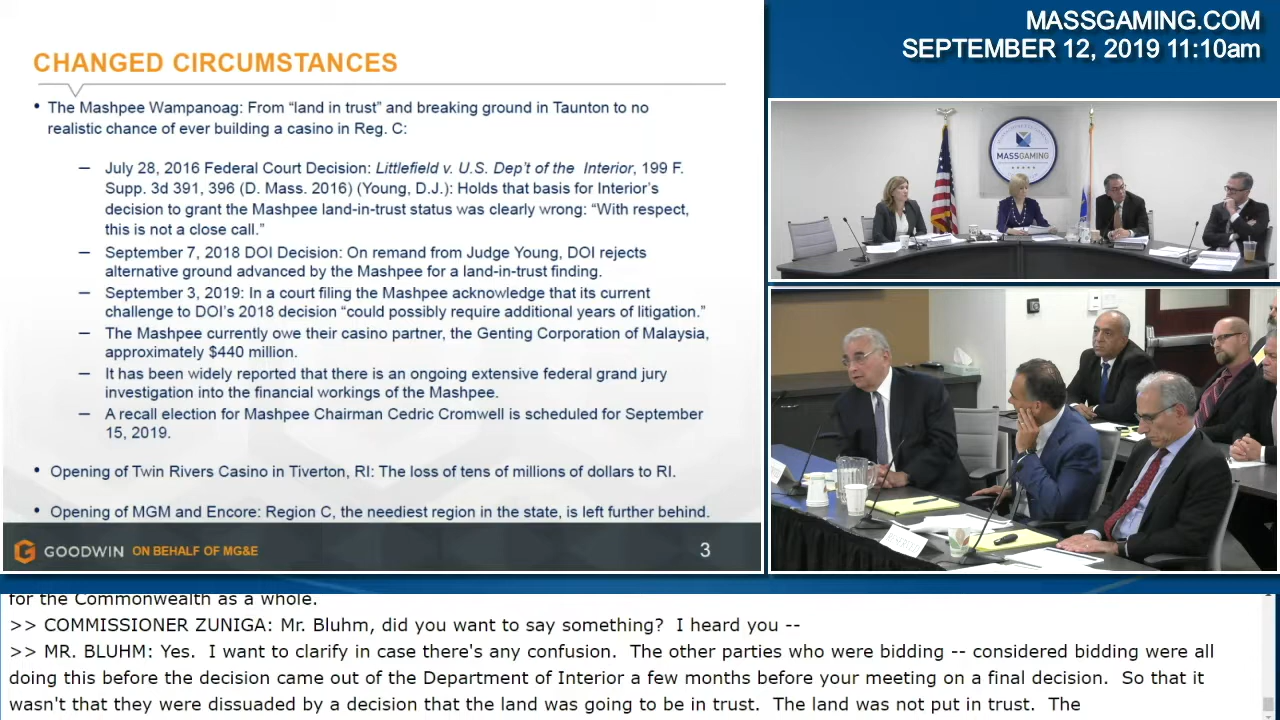 MASSGAMING.COM
SEPTEMBER 12, 2019 11:10am
CHANGED CIRCUMSTANCES
• The Mashpee Wampanoag: From “land in trust” and breaking ground in Taunton to no
realistic chance of ever building a casino in Reg. C:
– July 28, 2016 Federal Court Decision: Littlefield v. U.S. Dep’t of the Interior, 199 F.
Supp. 3d 391, 396 (D. Mass. 2016) (Young, D.J.): Holds that basis for Interior’s
decision to grant the Mashpee land-in-trust status was clearly wrong: “With respect,
this is not a close call.”
– September 7, 2018 DOI Decision: On remand from Judge Young, DOI rejects
alternative ground advanced by the Mashpee for a land-in-trust finding.
– September 3, 2019: In a court filing the Mashpee acknowledge that its current
challenge to DOI’s 2018 decision “could possibly require additional years of litigation.”
– The Mashpee currently owe their casino partner, the Genting Corporation of Malaysia,
approximately $440 million.
– It has been widely reported that there is an ongoing extensive federal grand jury
investigation into the financial workings of the Mashpee.
– A recall election for Mashpee Chairman Cedric Cromwell is scheduled for September
15, 2019.
• Opening of Twin Rivers Casino in Tiverton, RI: The loss of tens of millions of dollars to RI.
• Opening of MGM and Encore: Region C, the neediest region in the state, is left further behind.
GOODWIN ON BEHALF OF MG&E
3
MASSGAMING
for the Commonwealth as a whole.
>> COMMISSIONER ZUNIGA: Mr. Bluhm, did you want to say something?  I heard you --
>> MR. BLUHM: Yes.  I want to clarify in case there's any confusion.  The other parties who were bidding -- considered bidding were all
doing this before the decision came out of the Department of Interior a few months before your meeting on a final decision.  So that it
wasn't that they were dissuaded by a decision that the land was going to be in trust.  The land was not put in trust.  The